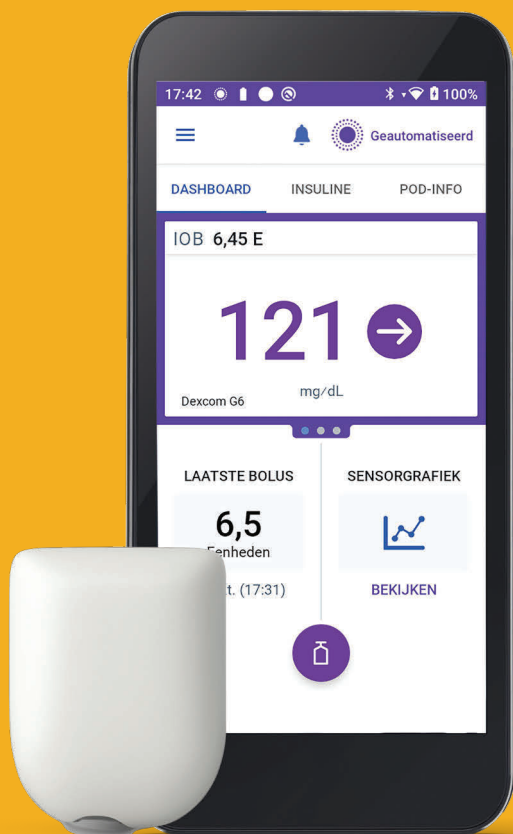 17:42 100%
Geautomatiseerd
DASHBOARD INSULINE POD-INFO
IOB 6,45 E
121
mg/dL
Dexcom G6
LAATSTE BOLUS SENSORGRAFIEK
6,5
Eenheden
(17:31) BEKIJKEN